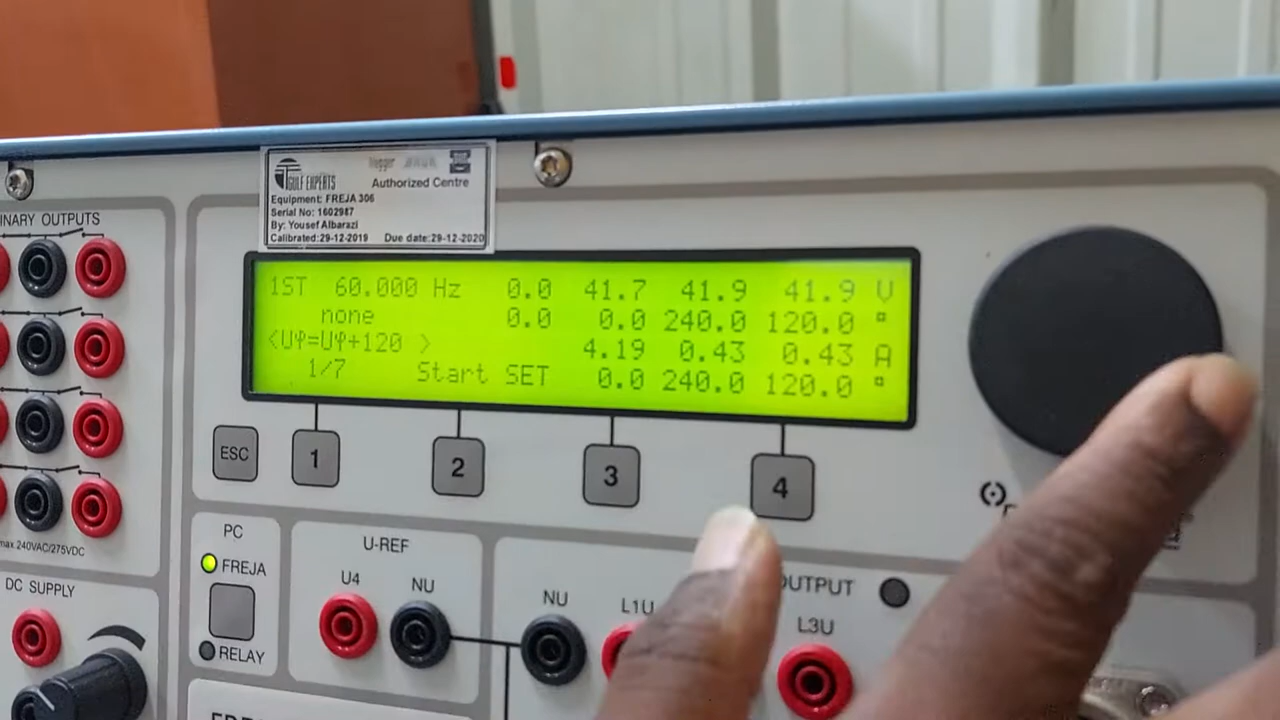 GULF EXPERTS
Megger
Authorized Centre
Equipment: FREJA 306
Serial No: 1602987
By: Yousef Albarazi
Calibrated:29-12-2019 Due date:29-12-2020
INARY OUTPUTS
1ST 60.000 Hz 0.0 41.7 41.9 41.9 V
none 0.0 0.0 240.0 120.0 °
<Uφ=Uφ+120 > 4.19 0.43 0.43 A
1/7 Start SET 0.0 240.0 120.0 °
ESC 1 2 3 4
max 240VAC/275VDC
DC SUPPLY
PC
FREJA
RELAY
U-REF
U4 NU
NU L1U L3U
OUTPUT